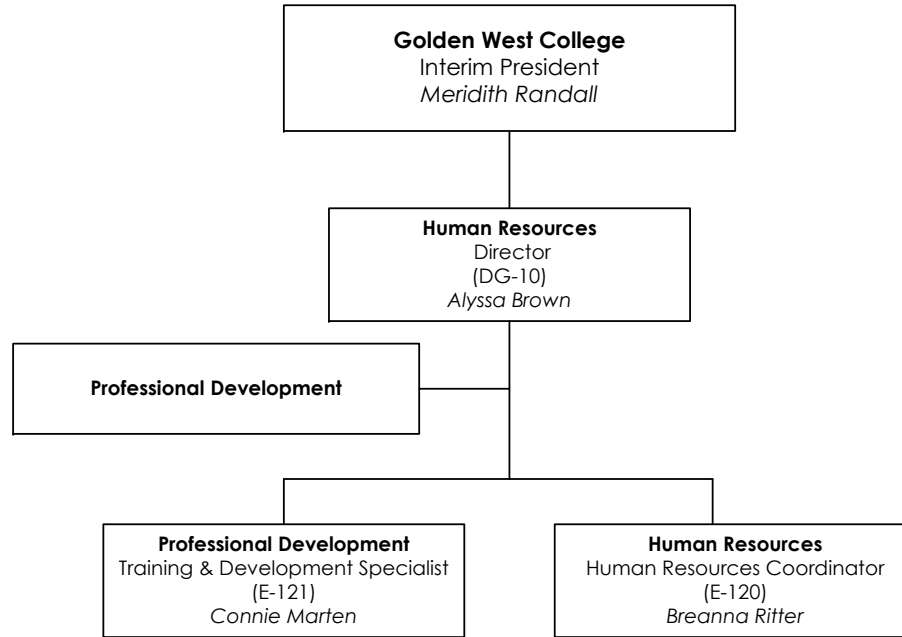 Golden West College
Interim President
Meridith Randall
Human Resources
Director
(DG-10)
Alyssa Brown
Professional Development
Professional Development
Training & Development Specialist
(E-121)
Connie Marten
Human Resources
Human Resources Coordinator
(E-120)
Breanna Ritter